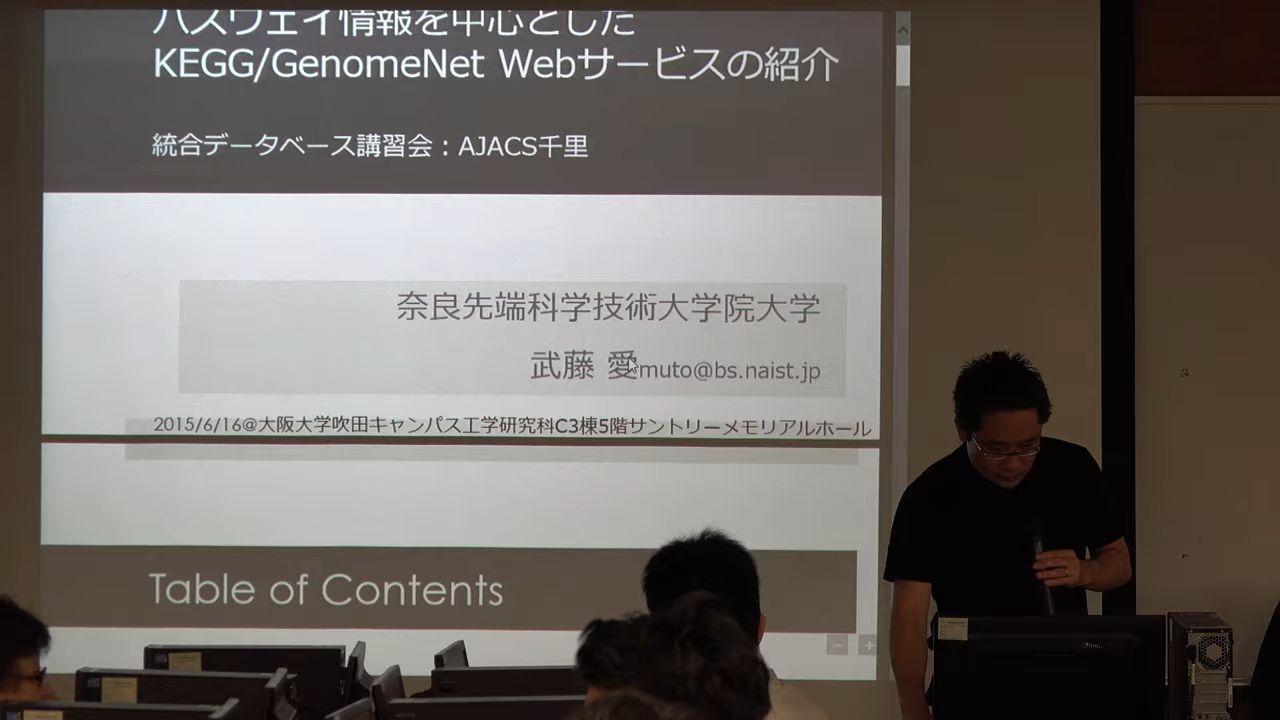 パスウェイ情報を中心とした
KEGG/GenomeNet Webサービスの紹介
統合データベース講習会：AJACS千里
奈良先端科学技術大学院大学
武藤 愛muto@bs.naist.jp
2015/6/16@大阪大学吹田キャンパス工学研究科C3棟5階サントリーメモリアルホール
Table of Contents